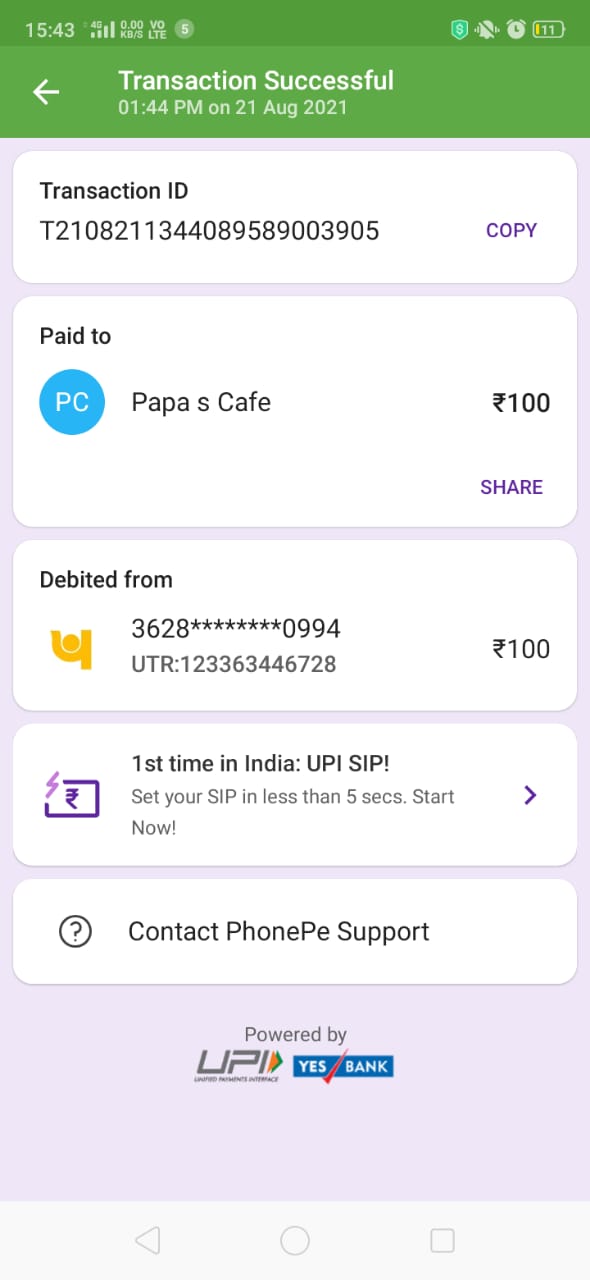 15:43 4G 0.00 KB/S VO LTE 5 11
Transaction Successful
01:44 PM on 21 Aug 2021
Transaction ID
T2108211344089589003905 COPY
Paid to
PC Papa s Cafe ₹100
SHARE
Debited from
3628********0994
UTR:123363446728 ₹100
1st time in India: UPI SIP!
Set your SIP in less than 5 secs. Start
Now!
Contact PhonePe Support
Powered by
UPI YES BANK
UNIFIED PAYMENTS INTERFACE